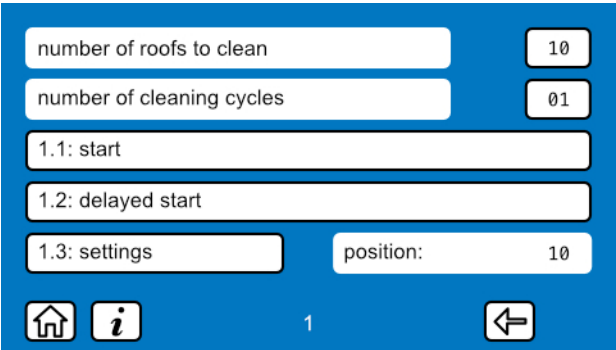 number of roofs to clean 10
number of cleaning cycles 01
1.1: start
1.2: delayed start
1.3: settings position: 10
i 1